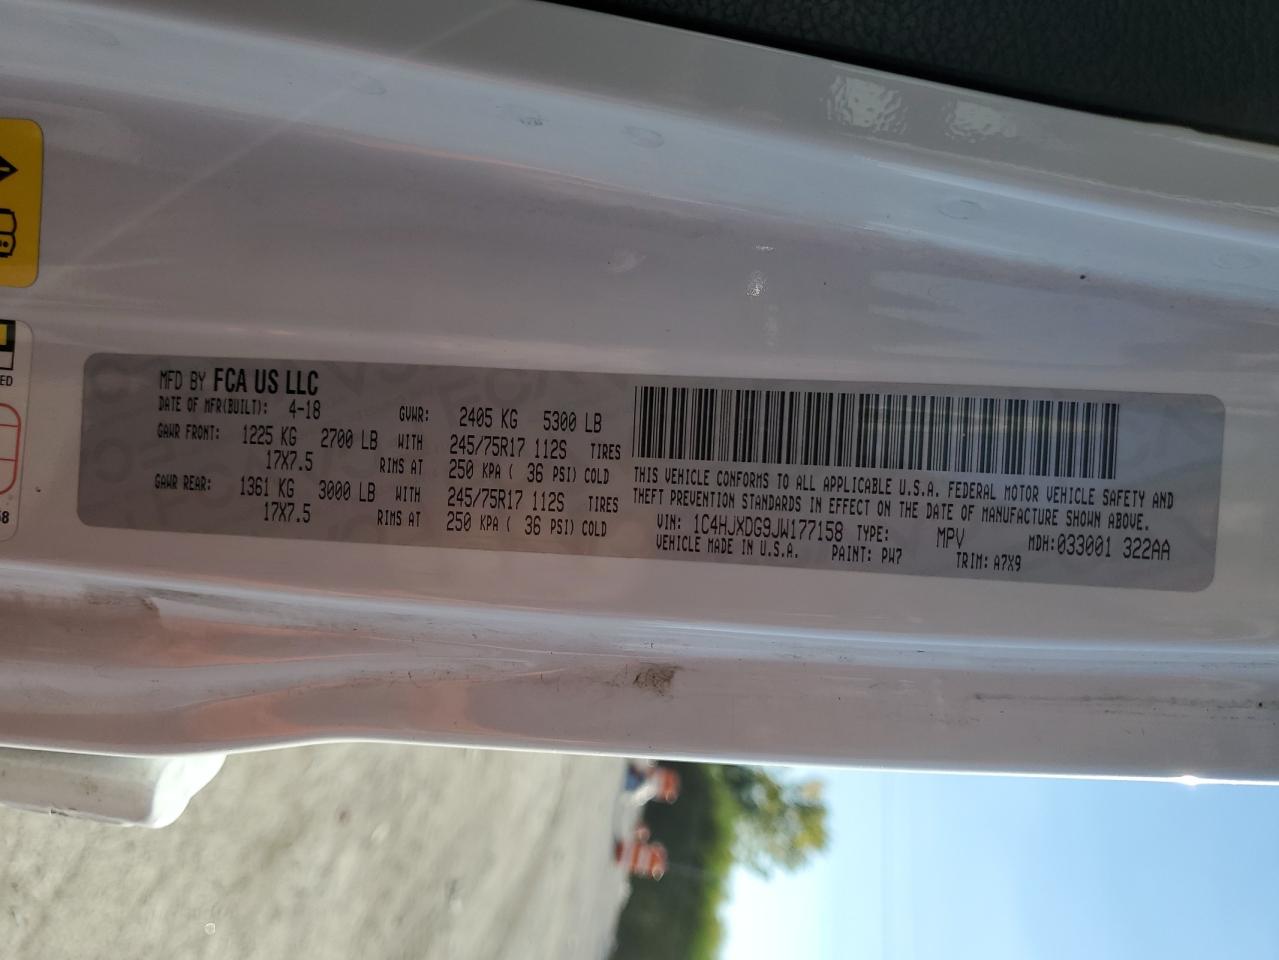 MFD BY FCA US LLC
DATE OF MFR(BUILT): 4-18 GVWR: 2405 KG 5300 LB
GAWR FRONT: 1225 KG 2700 LB WITH 245/75R17 112S TIRES
17X7.5 RIMS AT 250 KPA ( 36 PSI) COLD
GAWR REAR: 1361 KG 3000 LB WITH 245/75R17 112S TIRES
17X7.5 RIMS AT 250 KPA ( 36 PSI) COLD
THIS VEHICLE CONFORMS TO ALL APPLICABLE U.S.A. FEDERAL MOTOR VEHICLE SAFETY AND
THEFT PREVENTION STANDARDS IN EFFECT ON THE DATE OF MANUFACTURE SHOWN ABOVE.
VIN: 1C4HJXDG9JW177158 TYPE: MPV MDH:033001 322AA
VEHICLE MADE IN U.S.A. PAINT: PW7 TRIM: A7X9
ED
58